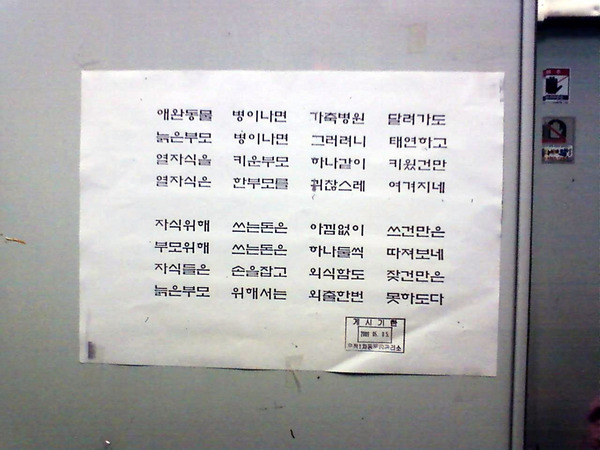 애완동물 병이나면 가축병원 달려가도
늙은부모 병이나면 그러려니 태연하고
열자식을 키운부모 하나같이 키웠건만
열자식은 한부모를 귀찮스레 여겨지네
자식위해 쓰는돈은 아낌없이 쓰건만은
부모위해 쓰는돈은 하나둘씩 따져보네
자식들은 손을잡고 외식함도 잦건만은
늙은부모 위해서는 외출한번 못하도다
게시기한